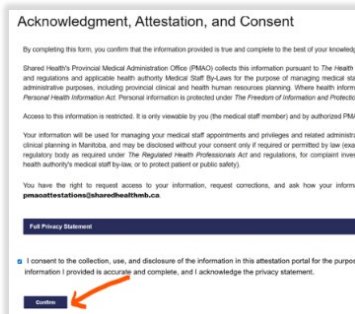 Acknowledgment, Attestation, and Consent
By completing this form, you confirm that the information provided is true and complete to the best of your knowledg
Shared Health's Provincial Medical Administration Office (PMAO) collects this information pursuant to The Health
and regulations and applicable health authority Medical Staff By-Laws for the purpose of managing medical sta
administrative purposes, including provincial clinical and health human resources planning. Where health inform
Personal Health Information Act. Personal information is protected under The Freedom of Information and Protectio
Access to this information is restricted. It is only viewable by you (the medical staff member) and by authorized PMA
Your information will be used for managing your medical staff appointments and privileges and related administra
clinical planning in Manitoba, and may be disclosed without your consent only if required or permitted by law (exa
regulatory body as required under The Regulated Health Professionals Act and regulations, for complaint inves
health authority's medical staff by-law, or to protect patient or public safety).
You have the right to request access to your information, request corrections, and ask how your inform
pmaoattestations@sharedhealthmb.ca.
Full Privacy Statement
I consent to the collection, use, and disclosure of the information in this attestation portal for the purpos
information I provided is accurate and complete, and I acknowledge the privacy statement.
Confirm